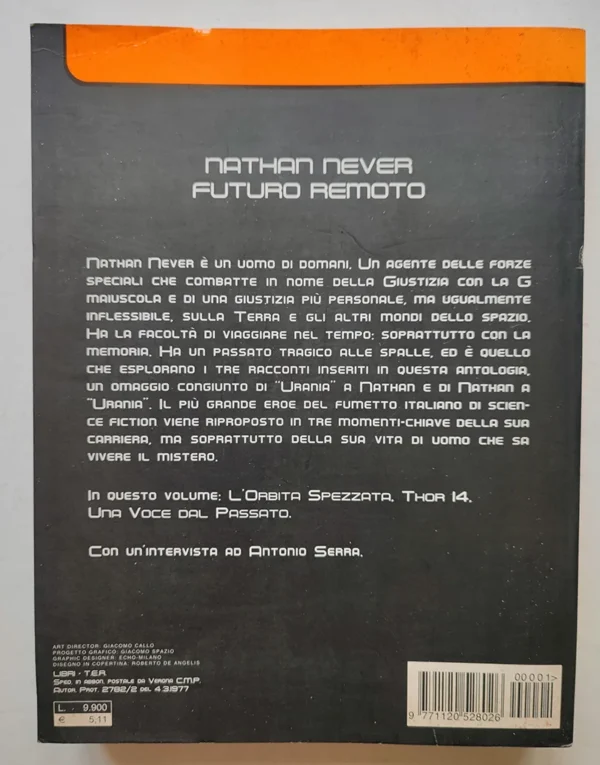 NATHAN NEVER
FUTURO REMOTO
NATHAN NEVER È UN UOMO DI DOMANI. UN AGENTE DELLE FORZE
SPECIALI CHE COMBATTE IN NOME DELLA GIUSTIZIA CON LA G
MAIUSCOLA E DI UNA GIUSTIZIA PIÙ PERSONALE, MA UGUALMENTE
INFLESSIBILE, SULLA TERRA E GLI ALTRI MONDI DELLO SPAZIO.
HA LA FACOLTÀ DI VIAGGIARE NEL TEMPO: SOPRATTUTTO CON LA
MEMORIA. HA UN PASSATO TRAGICO ALLE SPALLE, ED È QUELLO
CHE ESPLORANO I TRE RACCONTI INSERITI IN QUESTA ANTOLOGIA,
UN OMAGGIO CONGIUNTO DI "URANIA" A NATHAN E DI NATHAN A
"URANIA". IL PIÙ GRANDE EROE DEL FUMETTO ITALIANO DI SCIEN-
CE FICTION VIENE RIPROPOSTO IN TRE MOMENTI-CHIAVE DELLA SUA
CARRIERA, MA SOPRATTUTTO DELLA SUA VITA DI UOMO CHE SA
VIVERE IL MISTERO.
IN QUESTO VOLUME: L'ORBITA SPEZZATA, THOR 14,
UNA VOCE DAL PASSATO.
CON UN'INTERVISTA AD ANTONIO SERRA.
ART DIRECTOR: GIACOMO CALLO
PROGETTO GRAFICO: GIACOMO SPAZIO
GRAPHIC DESIGNER: ECHO-MILANO
DISEGNO IN COPERTINA: ROBERTO DE ANGELIS
LIBRI - T.E.R.
SPED. IN ABBON. POSTALE DA VERONA C.M.P.
AUTOR. PROT. 2782/2 DEL 4.3.1977
L. 9.900
€ 5,11
00001>
9 771120 528026